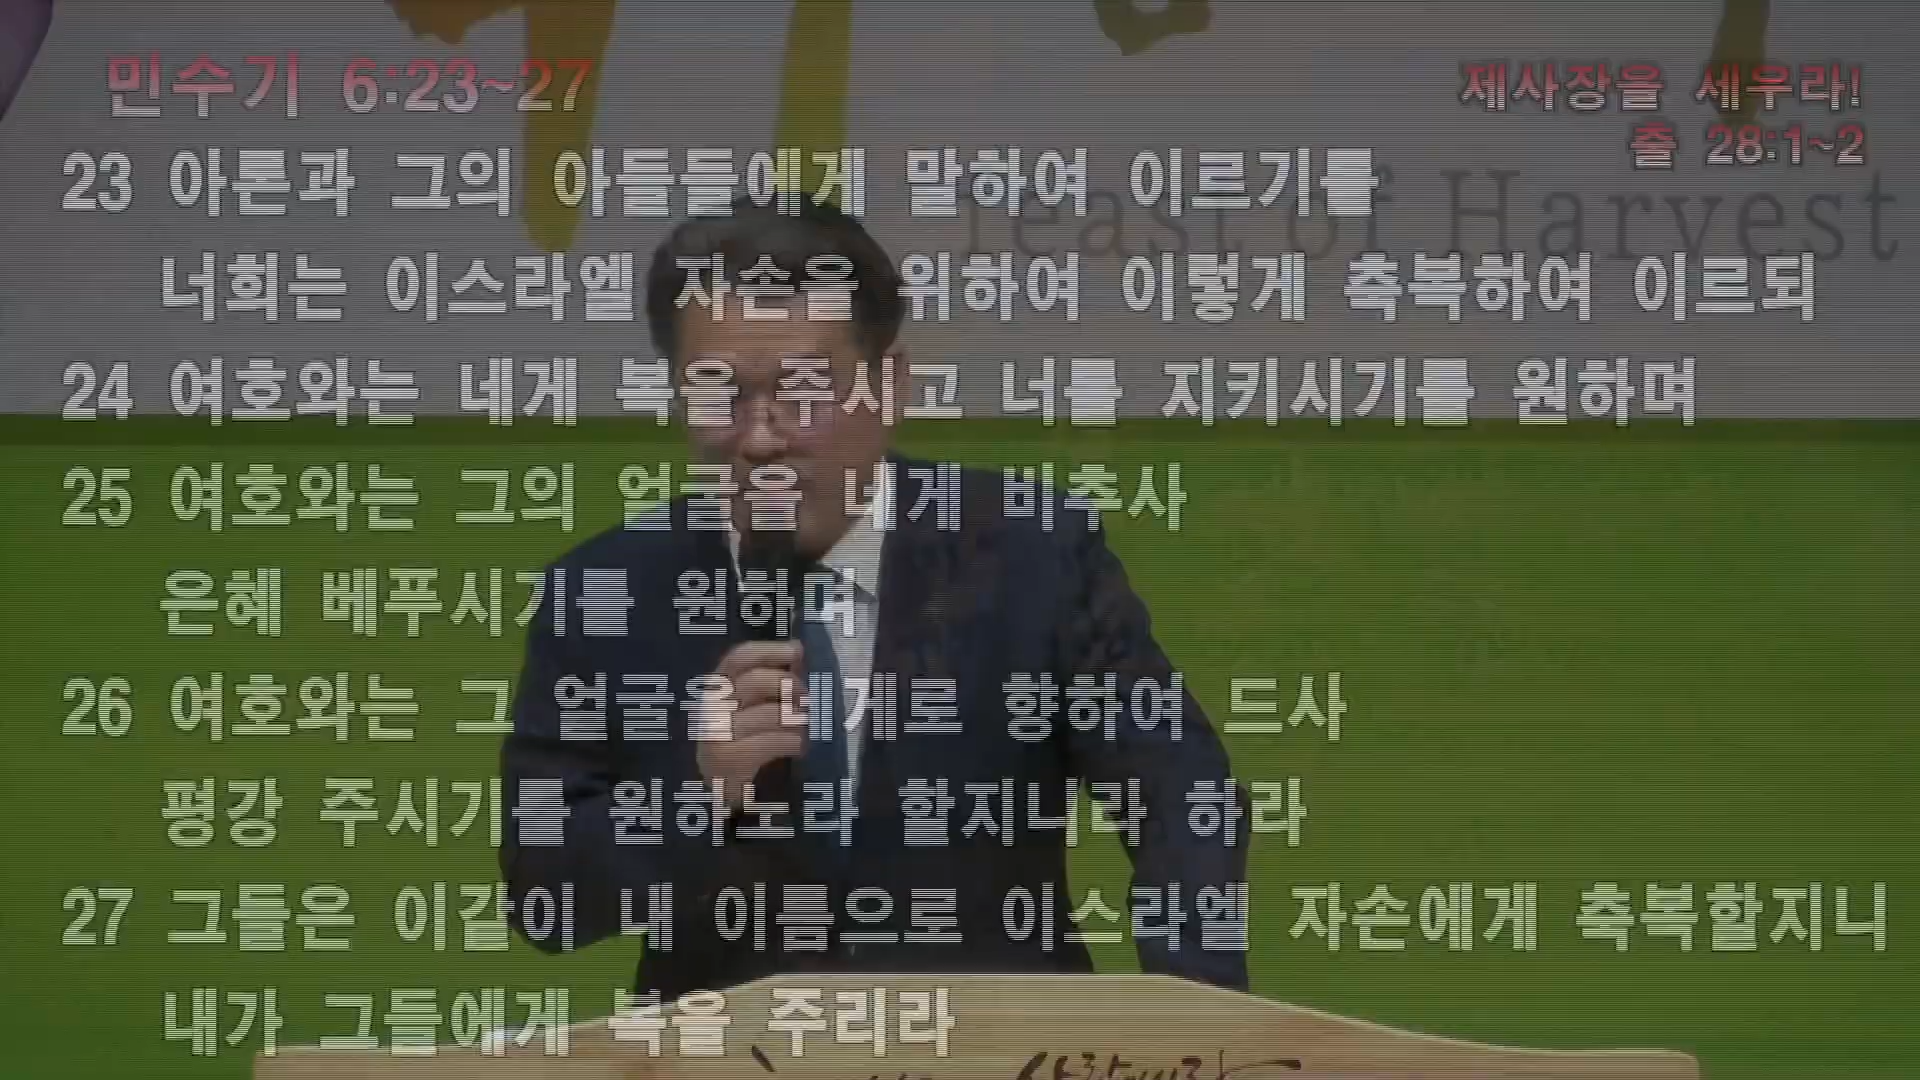 민수기 6:23~27
제사장을 세우라!
출 28:1~2
23 아론과 그의 아들들에게 말하여 이르기를
너희는 이스라엘 자손을 위하여 이렇게 축복하여 이르되
24 여호와는 네게 복을 주시고 너를 지키시기를 원하며
25 여호와는 그의 얼굴을 네게 비추사
은혜 베푸시기를 원하며
26 여호와는 그 얼굴을 네게로 향하여 드사
평강 주시기를 원하노라 할지니라 하라
27 그들은 이같이 내 이름으로 이스라엘 자손에게 축복할지니
내가 그들에게 복을 주리라
feast of Harvest